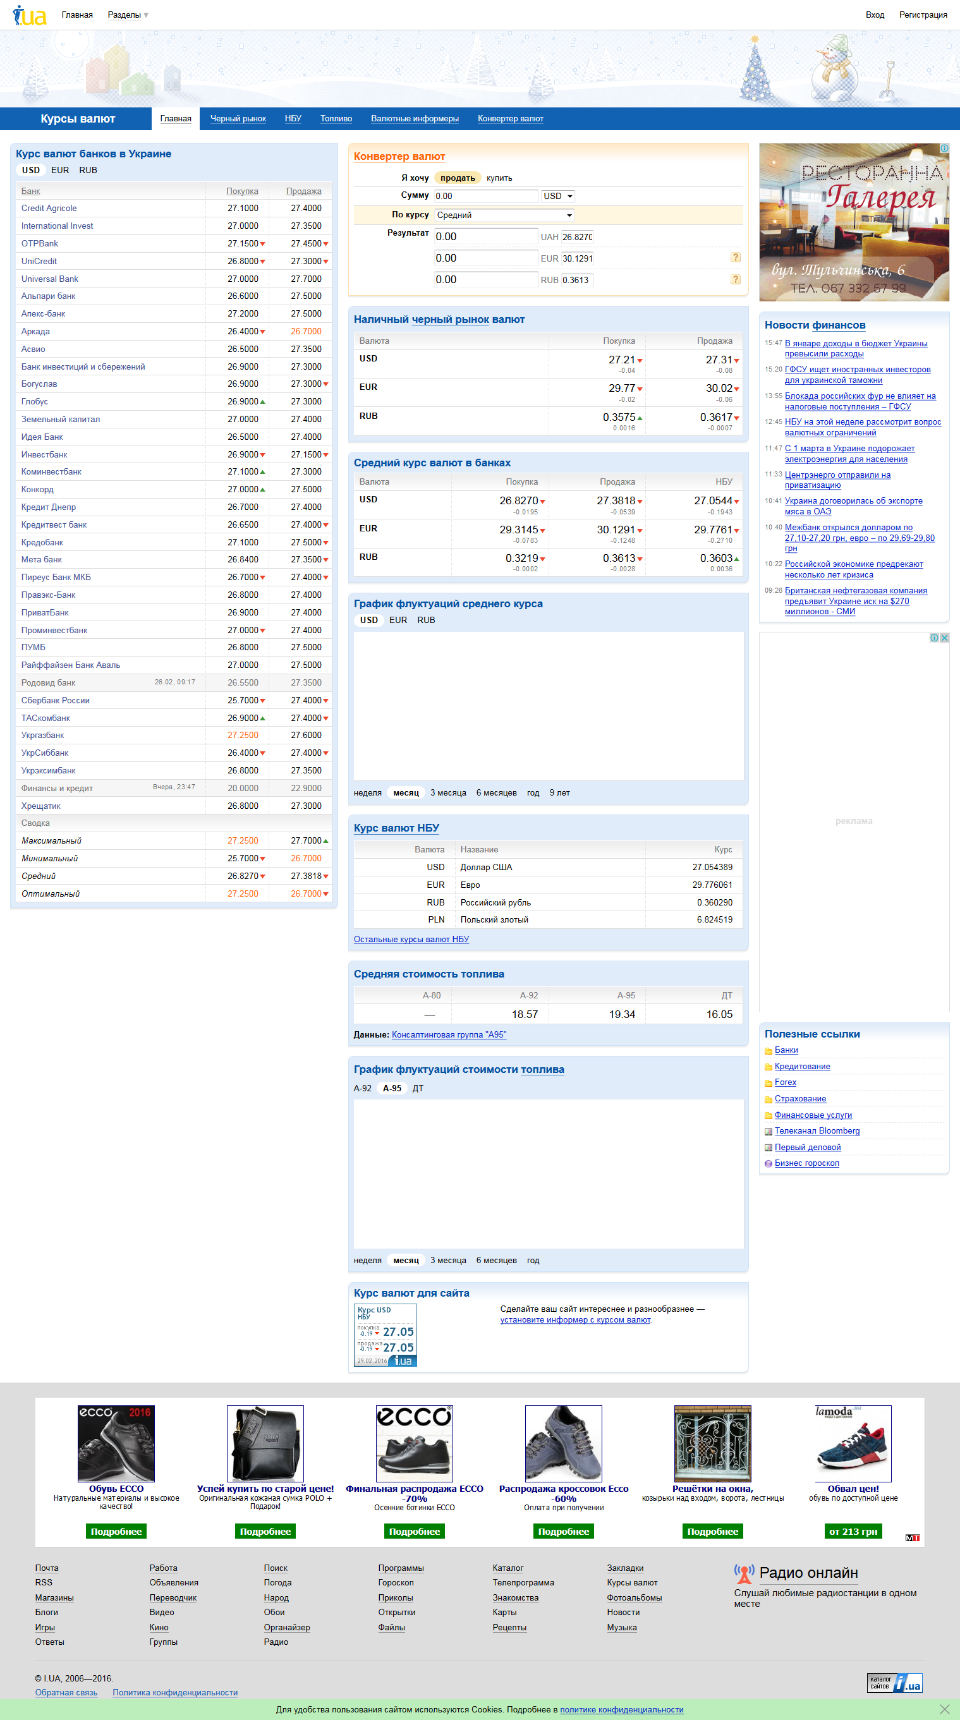 i.ua Главная Разделы ▾ Вход Регистрация
Курсы валют Главная Черный рынок НБУ Топливо Валютные информеры Конвертер валют
Курс валют банков в Украине
USD EUR RUB
Банк Покупка Продажа
Credit Agricole 27.1000 27.4000
International Invest 27.0000 27.3500
OTPBank 27.1500 27.4500
UniCredit 26.8000 27.3000
Universal Bank 27.0000 27.7000
Альпари банк 26.6000 27.5000
Апекс-банк 27.2000 27.5000
Аркада 26.4000 26.7000
Асвио 26.5000 27.3500
Банк инвестиций и сбережений 26.9000 27.4000
Богуслав 26.9000 27.3000
Глобус 26.9000 27.3000
Земельный капитал 27.0000 27.4000
Идея Банк 26.5000 27.4000
Инвестбанк 26.9000 27.1500
Коминвестбанк 27.1000 27.3000
Конкорд 27.0000 27.5000
Кредит Днепр 26.7000 27.4000
Кредитвест банк 26.6500 27.4000
Кредобанк 27.1000 27.5000
Мета банк 26.8400 27.3500
Пиреус Банк МКБ 26.7000 27.4000
Правэкс-Банк 26.8000 27.4000
ПриватБанк 26.9000 27.4000
Проминвестбанк 27.0000 27.4000
ПУМБ 26.8000 27.5000
Райффайзен Банк Аваль 27.0000 27.5000
Родовид банк 26.02, 09:17 26.5500 27.3500
Сбербанк России 25.7000 27.4000
ТАСкомбанк 26.9000 27.4000
Укргазбанк 27.2500 27.6000
УкрСиббанк 26.4000 27.4000
Укрэксимбанк 26.8000 27.3500
Финансы и кредит Вчера, 23:47 20.0000 22.9000
Хрещатик 26.8000 27.3000
Сводка
Максимальный 27.2500 27.7000
Минимальный 25.7000 26.7000
Средний 26.8270 27.3818
Оптимальный 27.2500 26.7000
Конвертер валют
Я хочу продать купить
Сумму 0.00 USD
По курсу Средний
Результат 0.00 UAH 26.8270
0.00 EUR 30.1291 ?
0.00 RUB 0.3613 ?
Наличный черный рынок валют
Валюта Покупка Продажа
USD 27.21 27.31
-0.04 -0.08
EUR 29.77 30.02
-0.02 -0.06
RUB 0.3575 0.3617
0.0016 -0.0007
Средний курс валют в банках
Валюта Покупка Продажа НБУ
USD 26.8270 27.3818 27.0544
-0.0195 -0.0539 -0.1943
EUR 29.3145 30.1291 29.7761
-0.0783 -0.1248 -0.2710
RUB 0.3219 0.3613 0.3603
-0.0002 -0.0028 0.0036
График флуктуаций среднего курса
USD EUR RUB
неделя месяц 3 месяца 6 месяцев год 9 лет
Курс валют НБУ
Валюта Название Курс
USD Доллар США 27.054389
EUR Евро 29.776061
RUB Российский рубль 0.360290
PLN Польский злотый 6.824519
Остальные курсы валют НБУ
Средняя стоимость топлива
А-80 А-92 А-95 ДТ
— 18.57 19.34 16.05
Данные: Консалтинговая группа "А95"
График флуктуаций стоимости топлива
А-92 А-95 ДТ
неделя месяц 3 месяца 6 месяцев год
Курс валют для сайта
Курс USD
НБУ
покупка
-0.19 27.05
продажа
-0.19 27.05
29.02.2016 i.ua
Сделайте ваш сайт интереснее и разнообразнее —
установите информер с курсом валют.
РЕСТОРАННА
Галерея
вул. Тульчинська, 6
ТЕЛ. 067 332 57 99
Новости финансов
15:47 В январе доходы в бюджет Украины
превысили расходы
15:20 ГФСУ ищет иностранных инвесторов
для украинской таможни
13:55 Блокада российских фур не влияет на
налоговые поступления – ГФСУ
12:45 НБУ на этой неделе рассмотрит вопрос
валютных ограничений
11:47 С 1 марта в Украине подорожает
электроэнергия для населения
11:33 Центрэнерго отправили на
приватизацию
10:41 Украина договорилась об экспорте
мяса в ОАЭ
10:40 Межбанк открылся долларом по
27,10-27,20 грн, евро – по 29,69-29,80
грн
10:22 Российской экономике предрекают
несколько лет кризиса
09:26 Британская нефтегазовая компания
предъявит Украине иск на $270
миллионов - СМИ
реклама
Полезные ссылки
Банки
Кредитование
Forex
Страхование
Финансовые услуги
Телеканал Bloomberg
Первый деловой
Бизнес гороскоп
ecco 2016
Обувь ECCO
Натуральные материалы и высокое
качество!
Подробнее
Успей купить по старой цене!
Оригинальная кожаная сумка POLO +
Подарок!
Подробнее
ecco
Финальная распродажа ECCO
-70%
Осенние ботинки ECCO
Подробнее
Распродажа кроссовок Ecco
-60%
Оплата при получении
Подробнее
Решётки на окна,
козырьки над входом, ворота, лестницы
Подробнее
lamoda
Обвал цен!
обувь по доступной цене
от 213 грн
МТ
Почта Работа Поиск Программы Каталог Закладки
RSS Объявления Погода Гороскоп Телепрограмма Курсы валют
Магазины Переводчик Народ Приколы Знакомства Фотоальбомы
Блоги Видео Обои Открытки Карты Новости
Игры Кино Органайзер Файлы Рецепты Музыка
Ответы Группы Радио
Радио онлайн
Слушай любимые радиостанции в одном
месте
© I.UA, 2006—2016.
Обратная связь Политика конфиденциальности
каталог
сайтов i.ua
Для удобства пользования сайтом используются Cookies. Подробнее в политике конфиденциальности